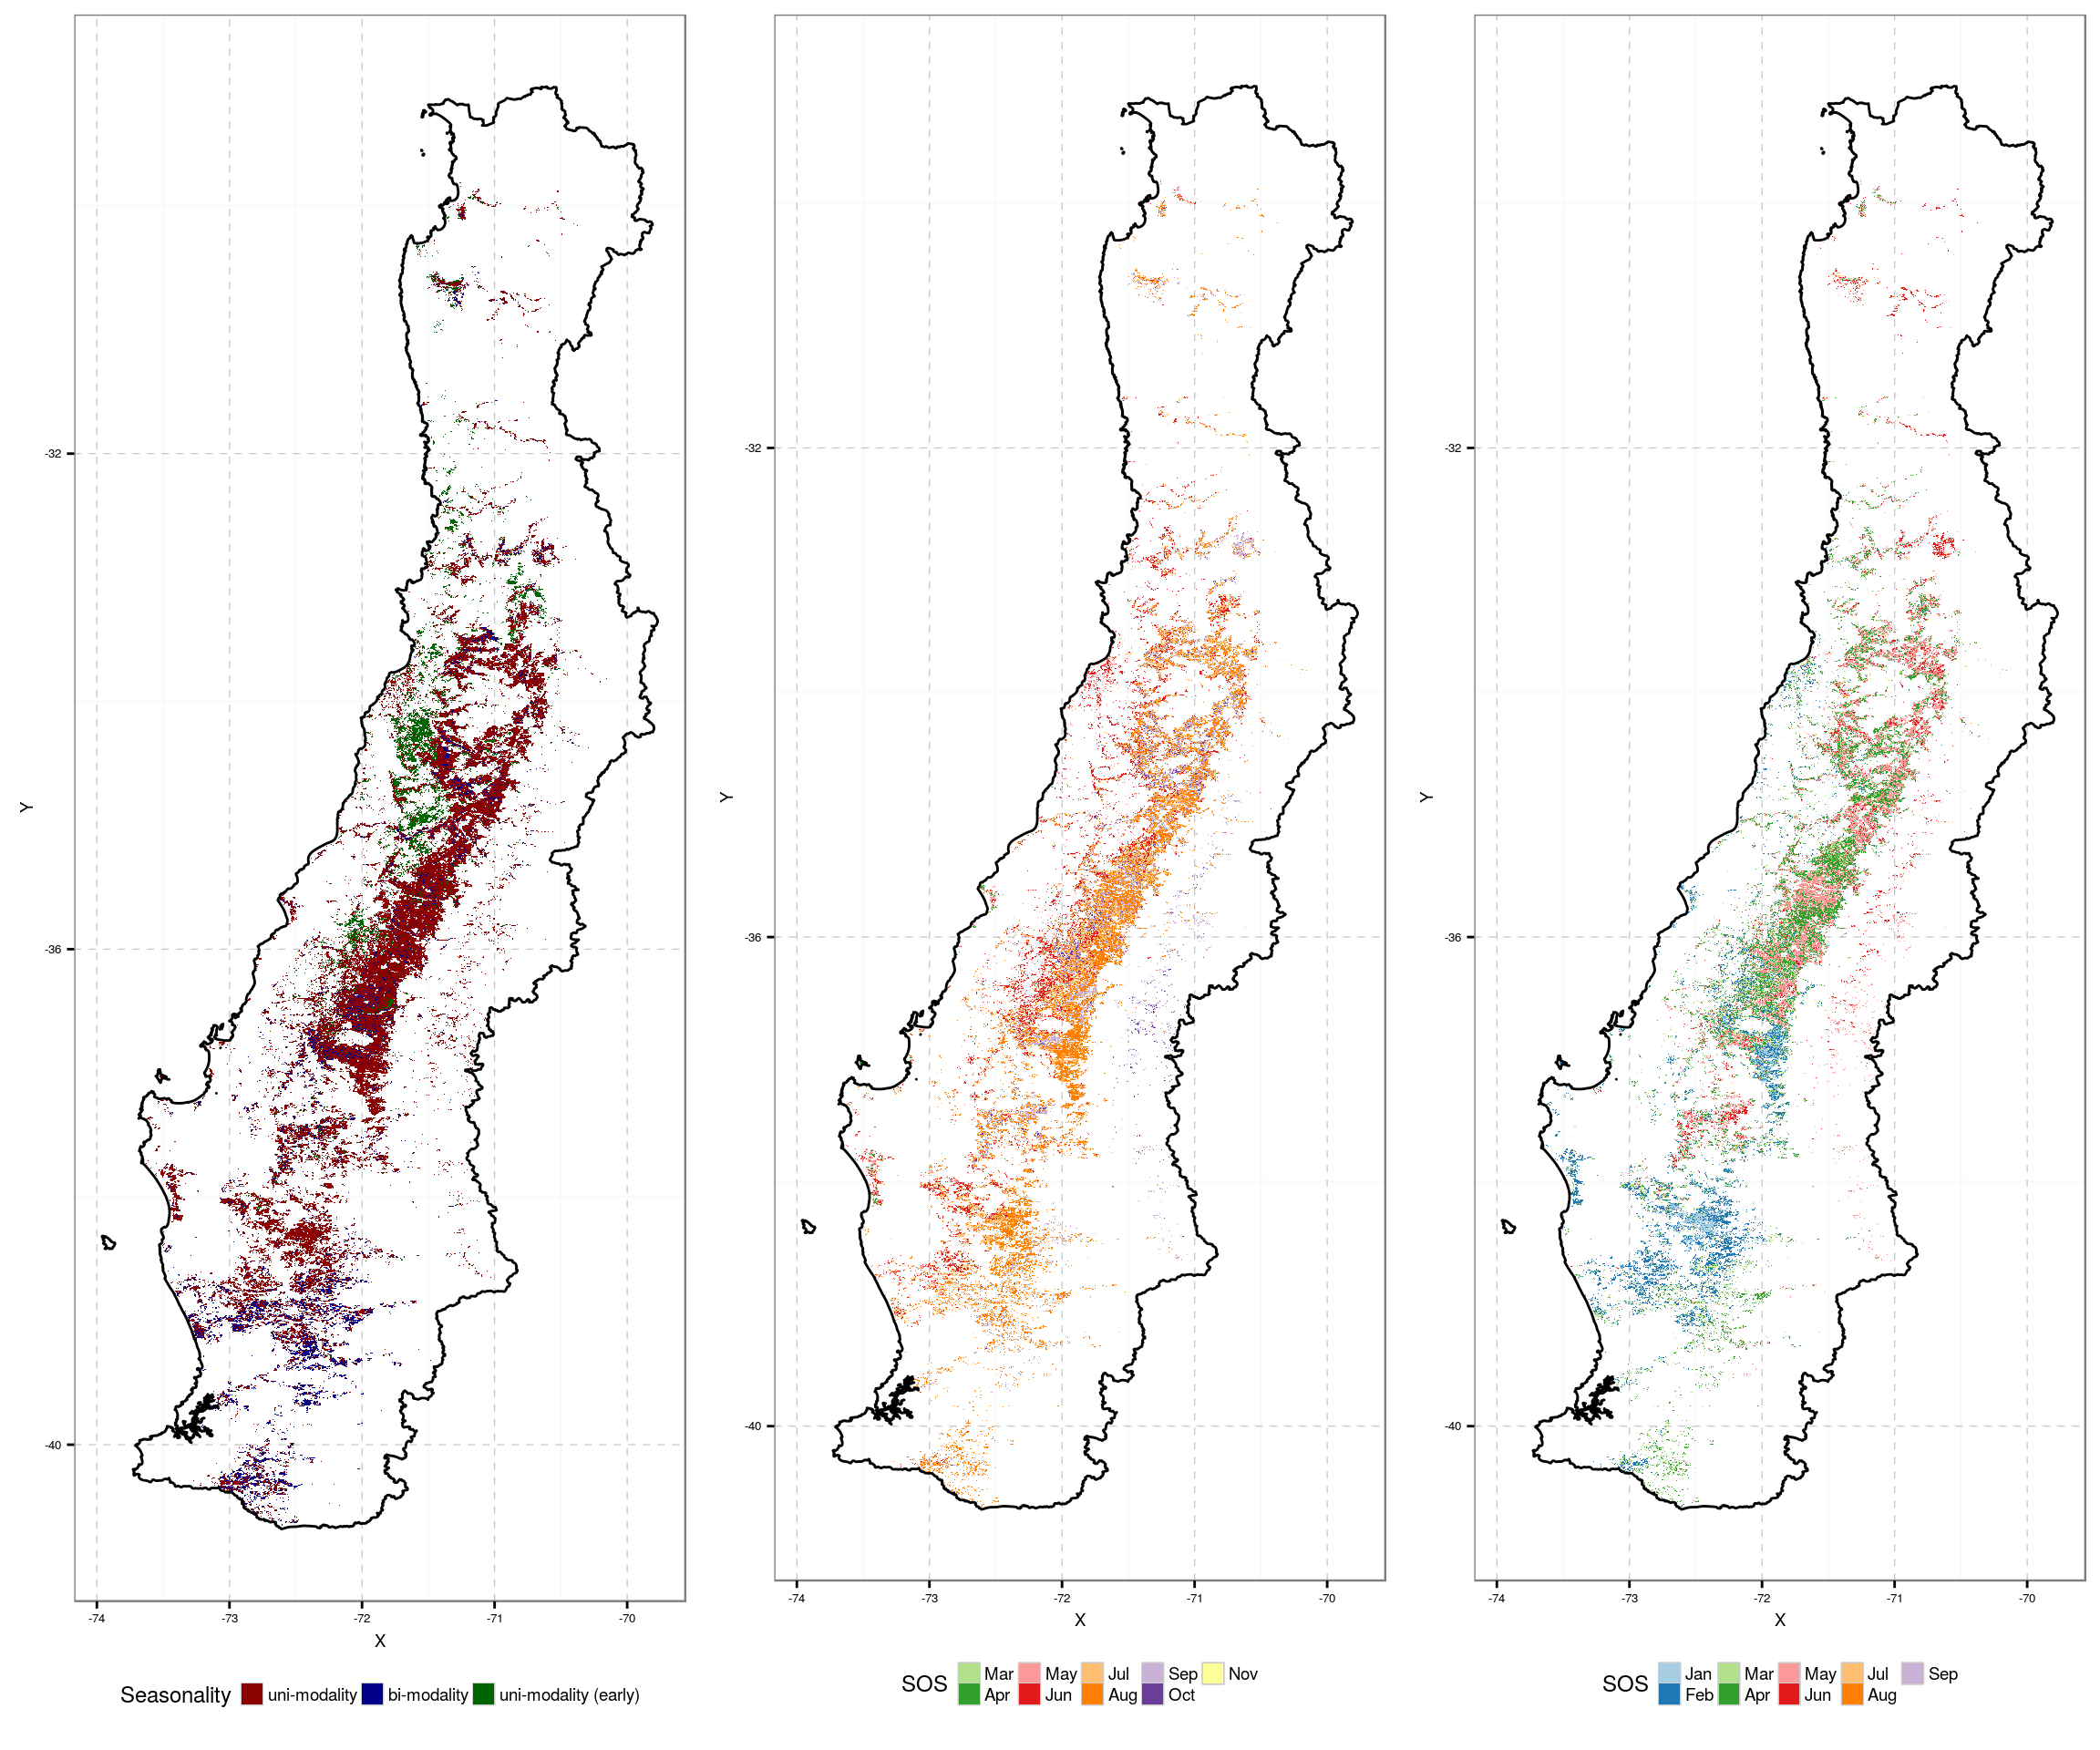 Y
-32
-36
-40
-74 -73 -72 -71 -70
X
Seasonality uni-modality bi-modality uni-modality (early)
Y
-32
-36
-40
-74 -73 -72 -71 -70
X
SOS Mar May Jul Sep Nov
Apr Jun Aug Oct
Y
-32
-36
-40
-74 -73 -72 -71 -70
X
SOS Jan Mar May Jul Sep
Feb Apr Jun Aug